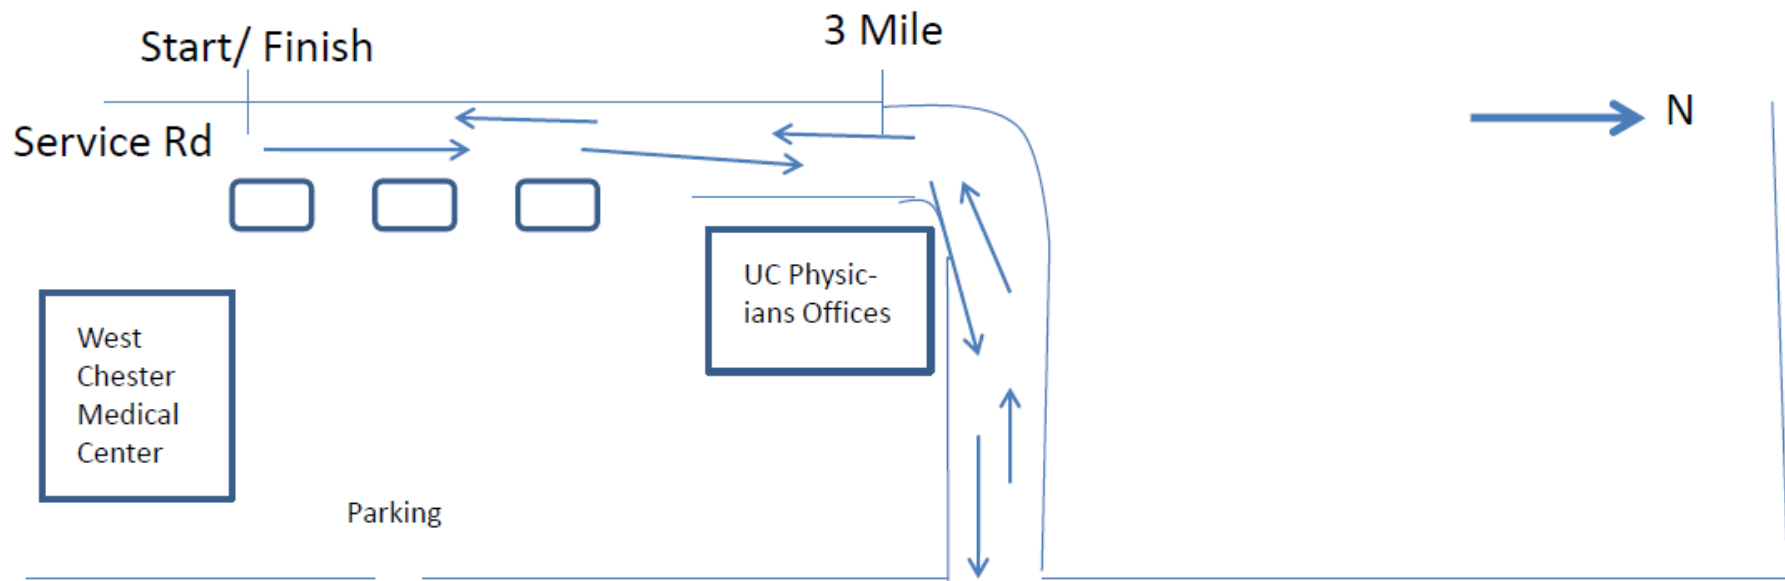 Start/ Finish
3 Mile
N
Service Rd
UC Physic-
ians Offices
West
Chester
Medical
Center
Parking